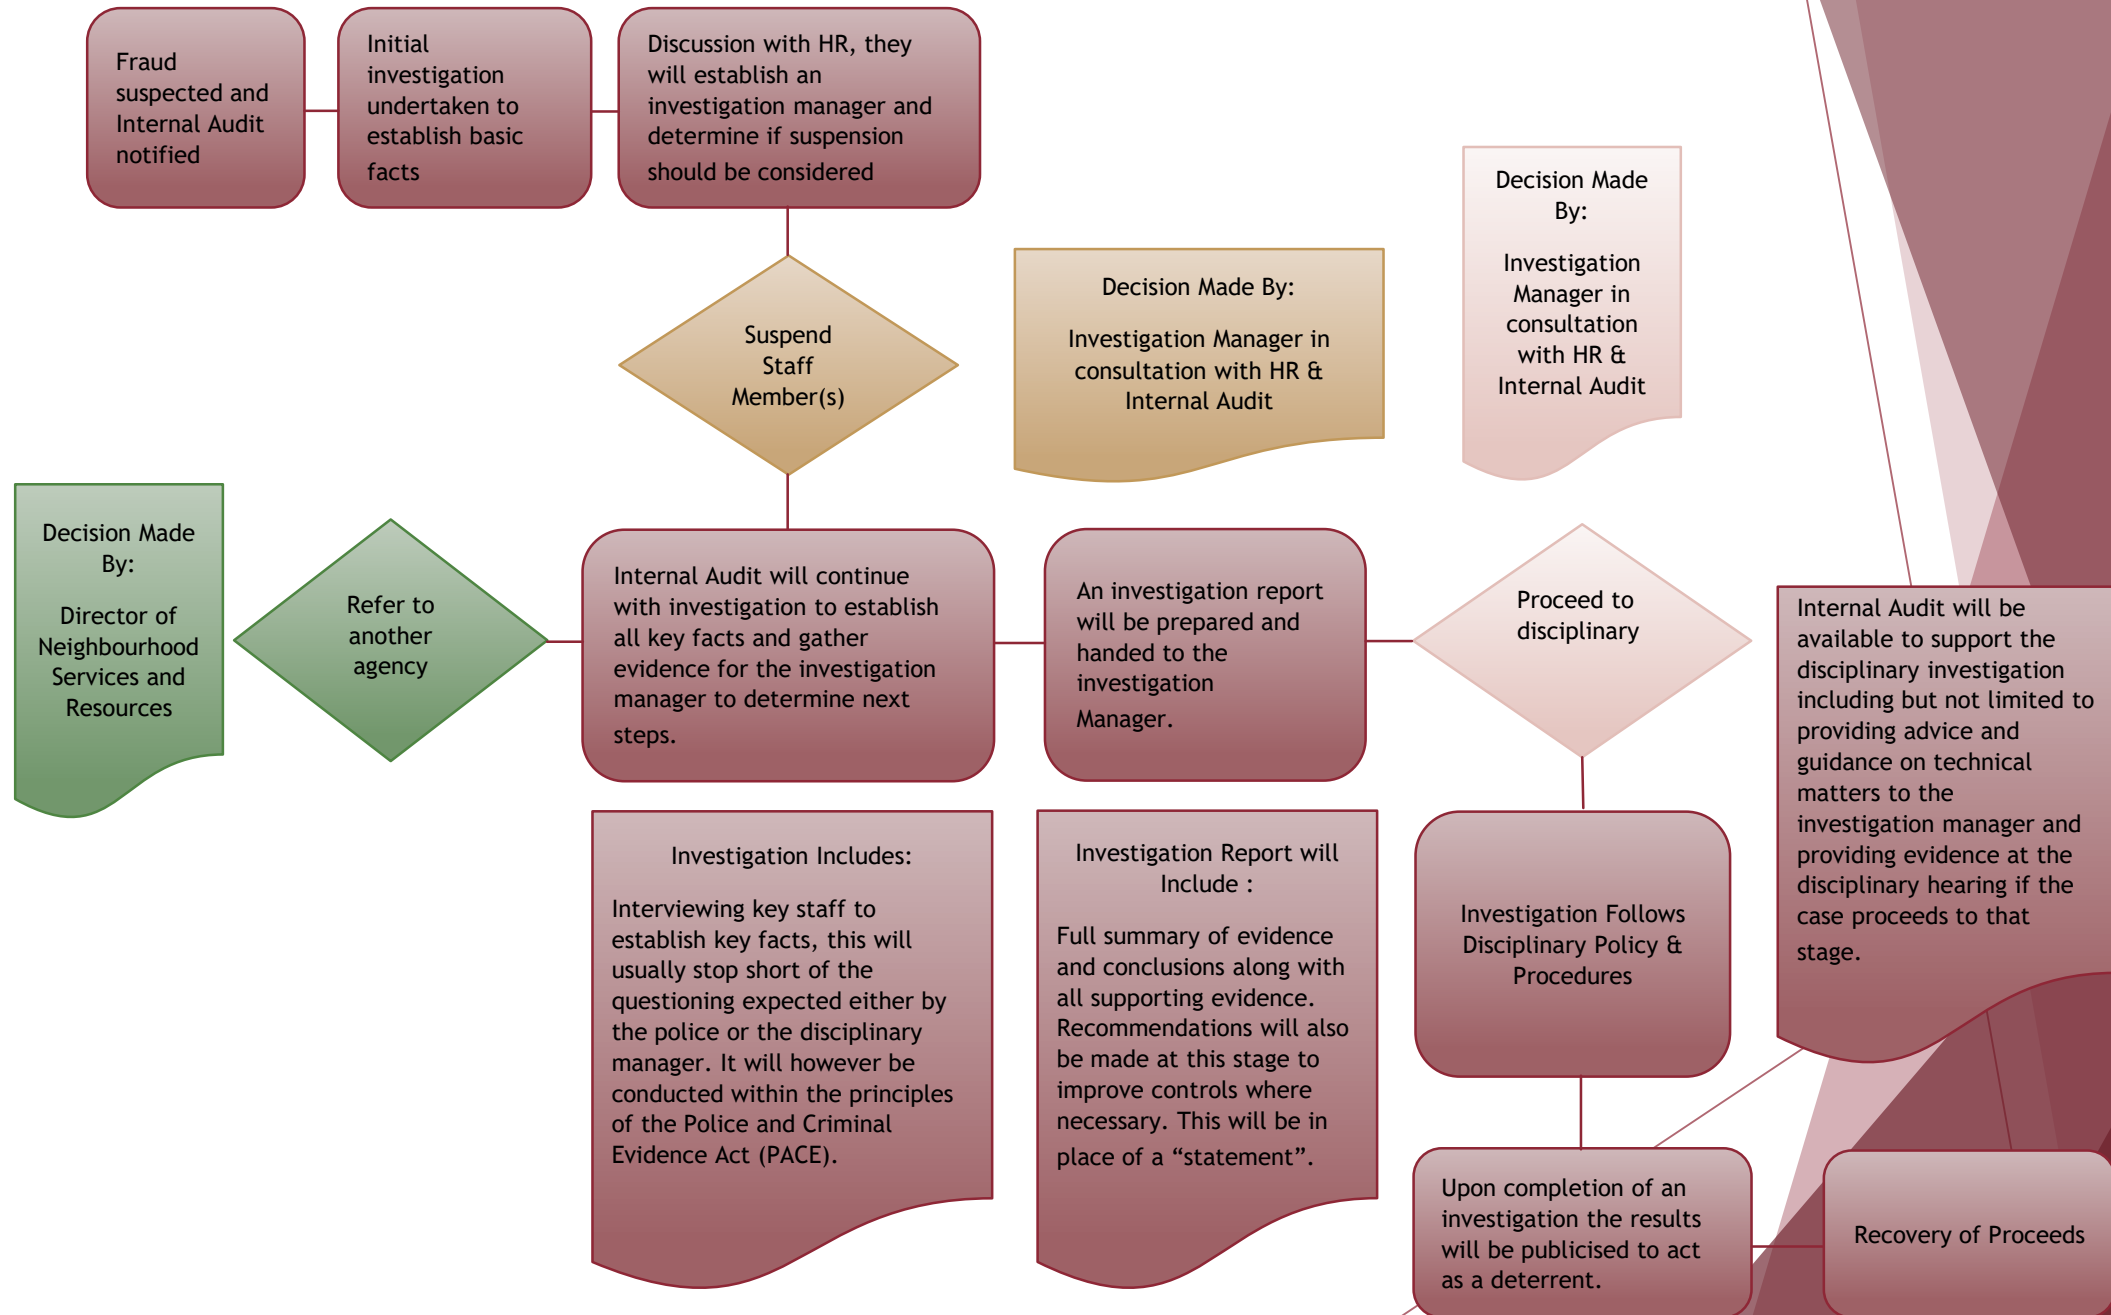 Fraud
suspected and
Internal Audit
notified
Initial
investigation
undertaken to
establish basic
facts
Discussion with HR, they
will establish an
investigation manager and
determine if suspension
should be considered
Decision Made
By:
Investigation
Manager in
consultation
with HR &
Internal Audit
Suspend
Staff
Member(s)
Decision Made By:
Investigation Manager in
consultation with HR &
Internal Audit
Decision Made
By:
Director of
Neighbourhood
Services and
Resources
Refer to
another
agency
Internal Audit will continue
with investigation to establish
all key facts and gather
evidence for the investigation
manager to determine next
steps.
An investigation report
will be prepared and
handed to the
investigation
Manager.
Proceed to
disciplinary
Internal Audit will be
available to support the
disciplinary investigation
including but not limited to
providing advice and
guidance on technical
matters to the
investigation manager and
providing evidence at the
disciplinary hearing if the
case proceeds to that
stage.
Investigation Includes:
Interviewing key staff to
establish key facts, this will
usually stop short of the
questioning expected either by
the police or the disciplinary
manager. It will however be
conducted within the principles
of the Police and Criminal
Evidence Act (PACE).
Investigation Report will
Include :
Full summary of evidence
and conclusions along with
all supporting evidence.
Recommendations will also
be made at this stage to
improve controls where
necessary. This will be in
place of a “statement”.
Investigation Follows
Disciplinary Policy &
Procedures
Upon completion of an
investigation the results
will be publicised to act
as a deterrent.
Recovery of Proceeds